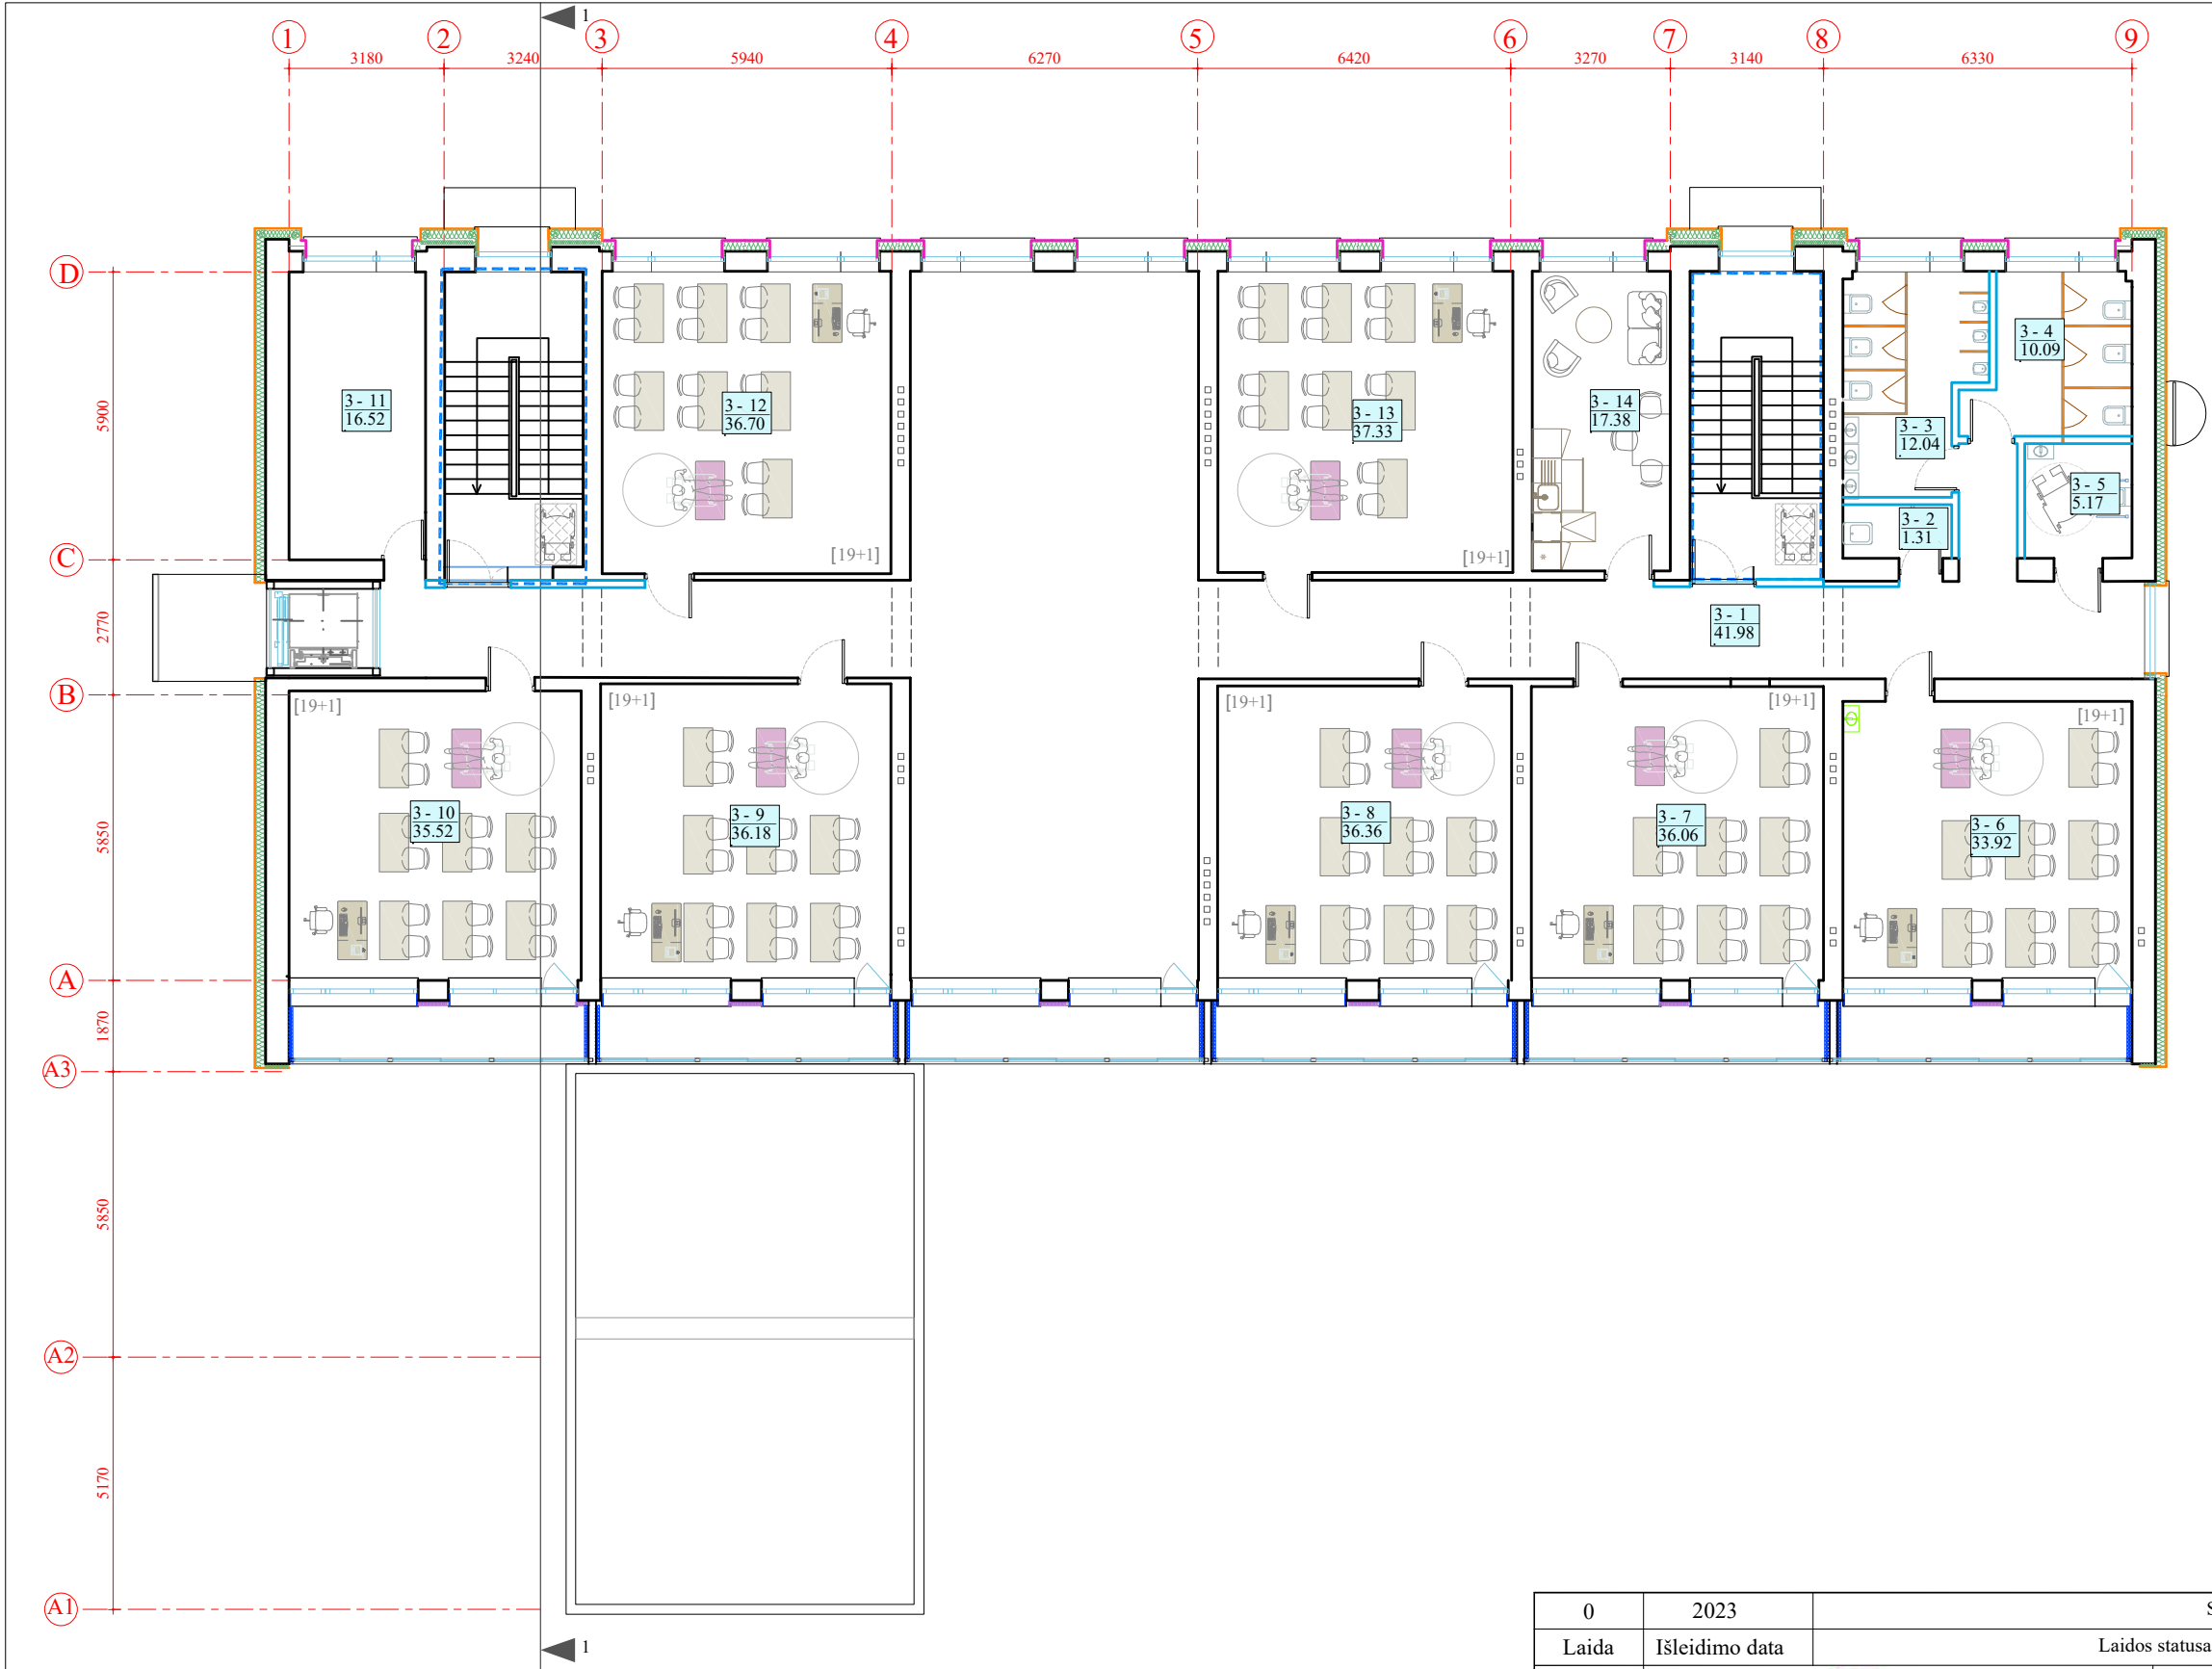 1
1 2 3 4 5 6 7 8 9
3180 3240 5940 6270 6420 3270 3140 6330
D
5900
C
2770
B
5850
A
1870
A3
5850
A2
5170
A1
3 - 11
16.52
3 - 12
36.70
[19+1]
3 - 13
37.33
[19+1]
3 - 14
17.38
3 - 3
12.04
3 - 4
10.09
3 - 5
5.17
3 - 2
1.31
3 - 1
41.98
[19+1]
3 - 10
35.52
[19+1]
3 - 9
36.18
[19+1]
3 - 8
36.36
[19+1]
3 - 7
36.06
[19+1]
3 - 6
33.92
1
0 2023
Laida Išleidimo data Laidos statusa